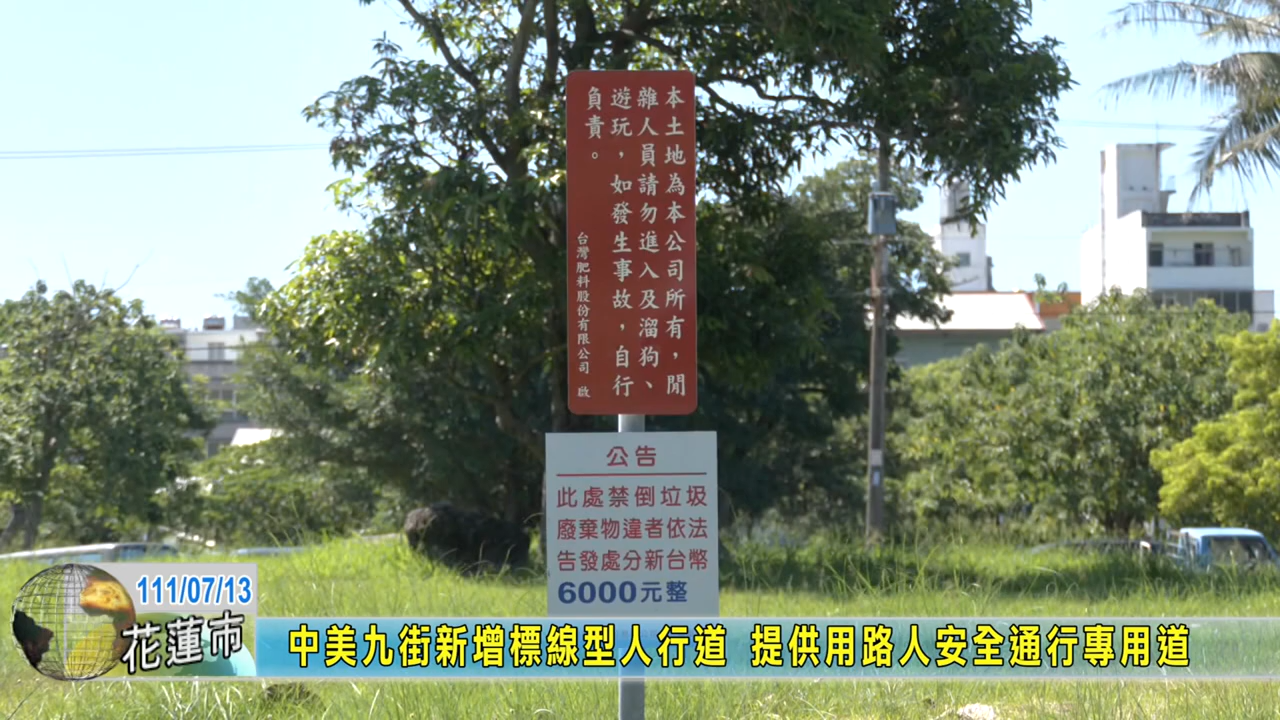 本土地為本公司所有，閒
雜人員請勿進入及溜狗、
遊玩，如發生事故，自行
負責。
台灣肥料股份有限公司 啟
公告
此處禁倒垃圾
廢棄物違者依法
告發處分新台幣
6000元整
111/07/13
花蓮市
中美九街新增標線型人行道 提供用路人安全通行專用道